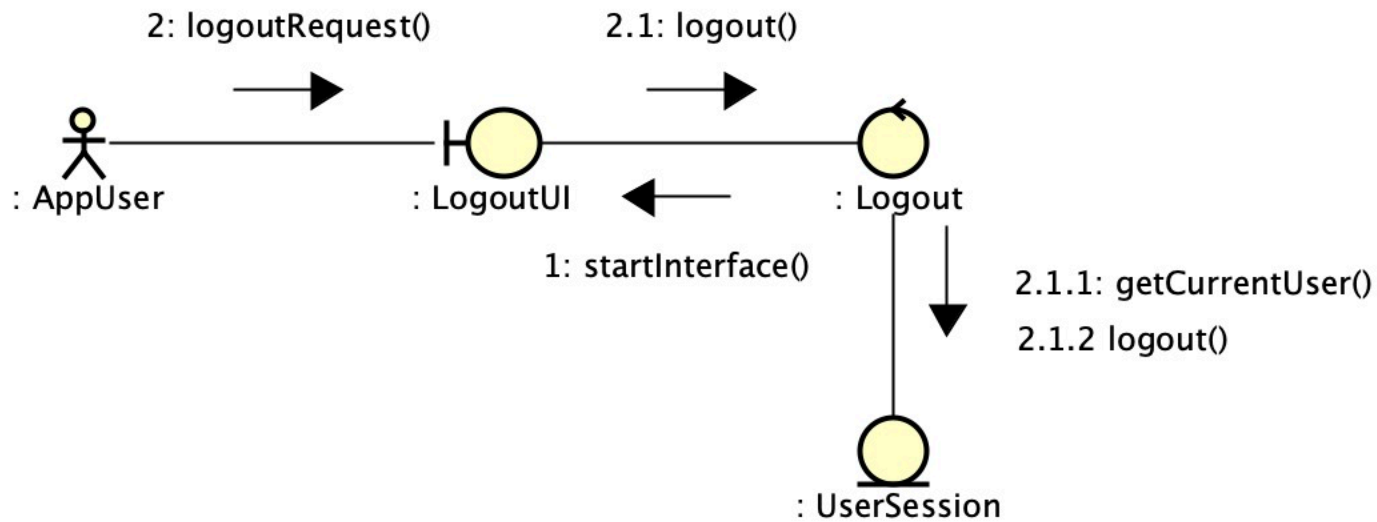 2: logoutRequest()
2.1: logout()
: AppUser
: LogoutUI
: Logout
1: startInterface()
2.1.1: getCurrentUser()
2.1.2 logout()
: UserSession